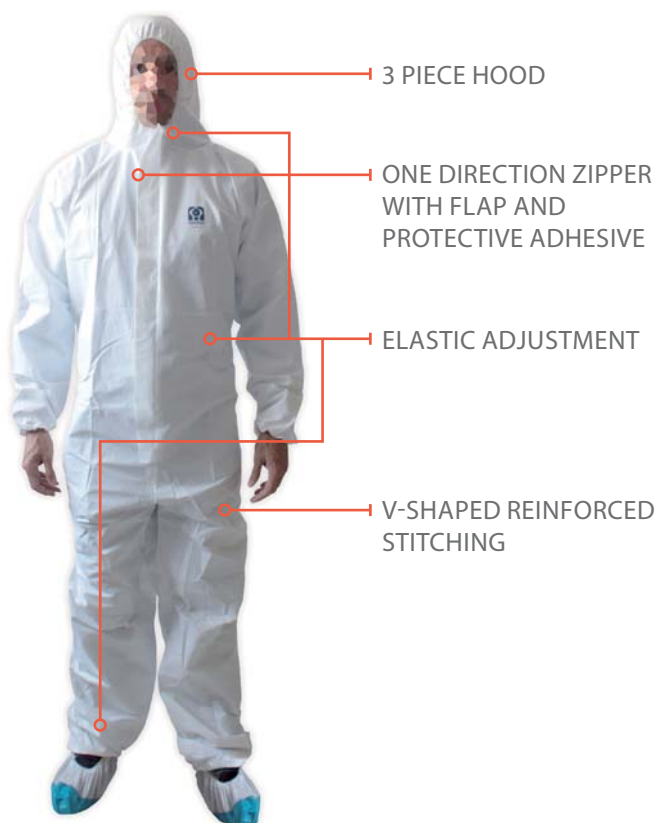 3 PIECE HOOD
ONE DIRECTION ZIPPER
WITH FLAP AND
PROTECTIVE ADHESIVE
ELASTIC ADJUSTMENT
V-SHAPED REINFORCED
STITCHING